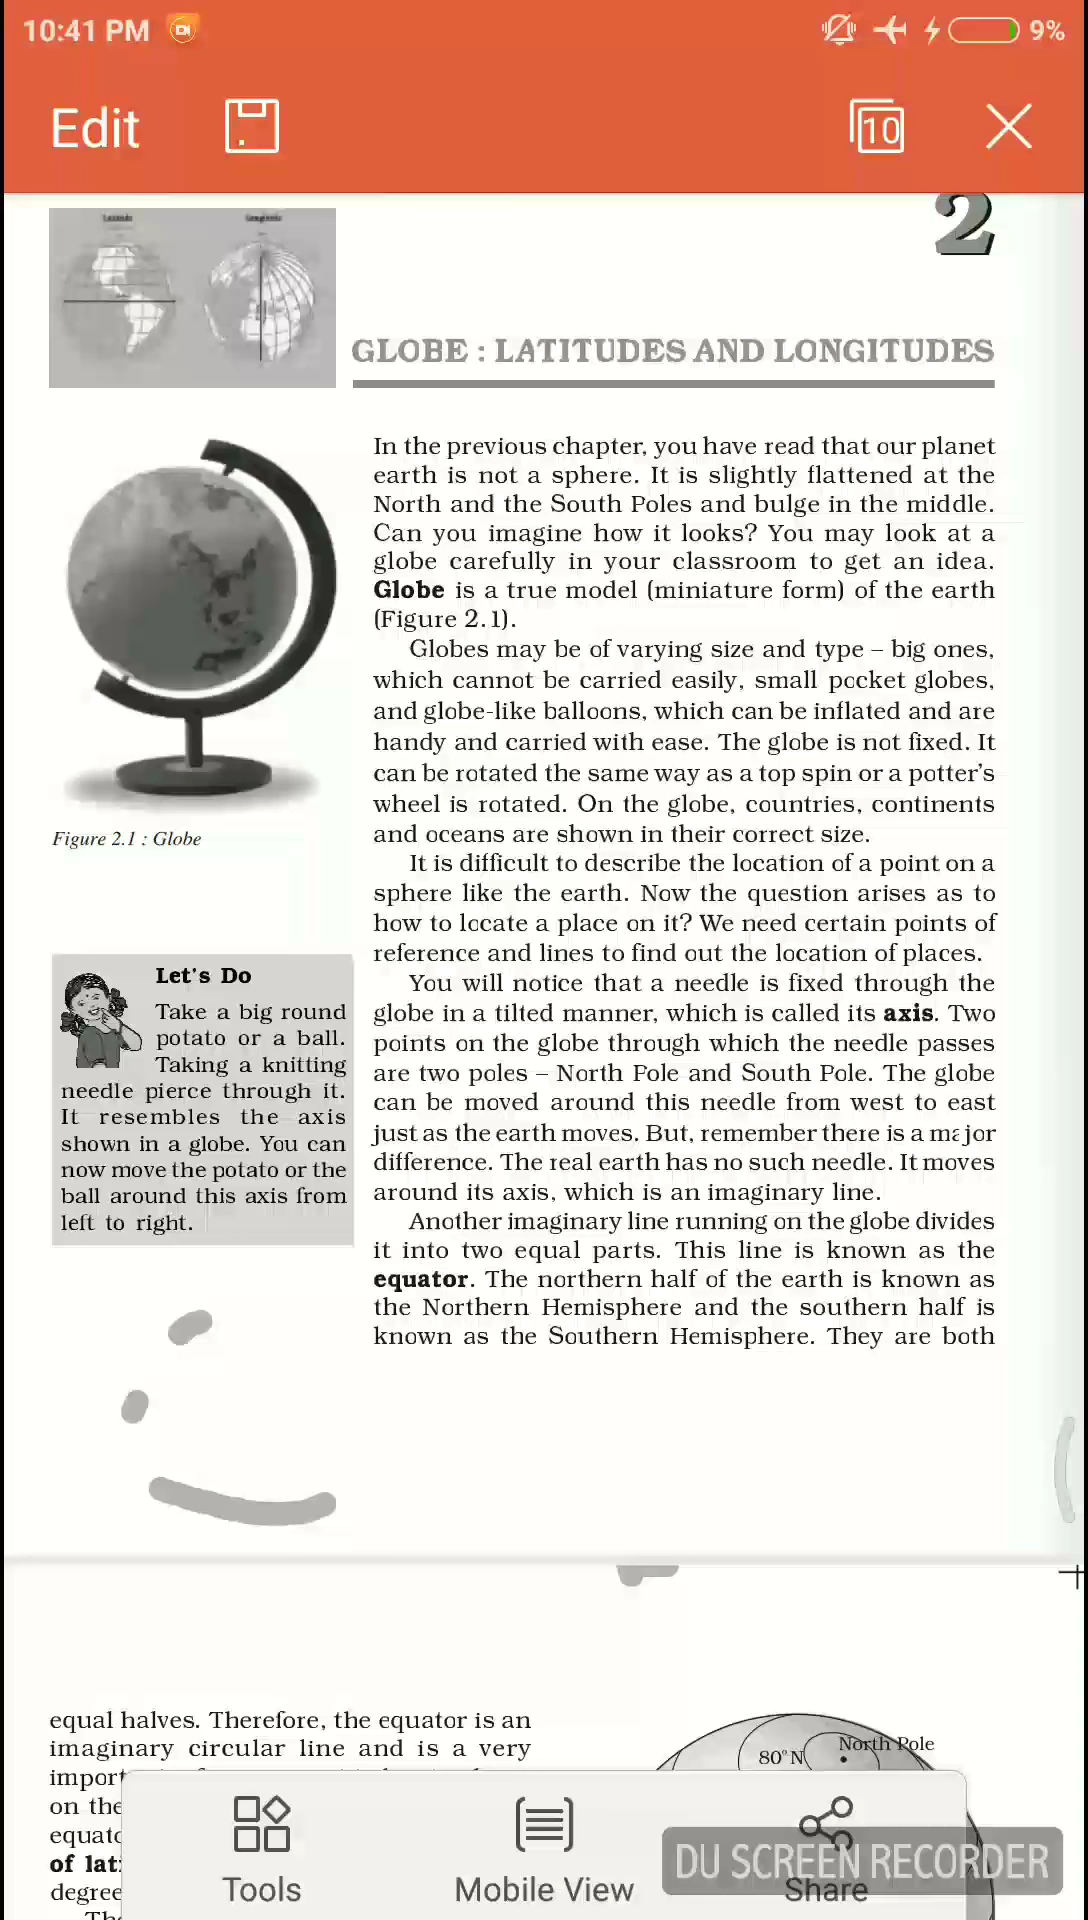 10:41 PM
9%
Edit
10
2
GLOBE : LATITUDES AND LONGITUDES
In the previous chapter, you have read that our planet
earth is not a sphere. It is slightly flattened at the
North and the South Poles and bulge in the middle.
Can you imagine how it looks? You may look at a
globe carefully in your classroom to get an idea.
Globe is a true model (miniature form) of the earth
(Figure 2.1).
Globes may be of varying size and type – big ones,
which cannot be carried easily, small pocket globes,
and globe-like balloons, which can be inflated and are
handy and carried with ease. The globe is not fixed. It
can be rotated the same way as a top spin or a potter's
wheel is rotated. On the globe, countries, continents
and oceans are shown in their correct size.
It is difficult to describe the location of a point on a
sphere like the earth. Now the question arises as to
how to locate a place on it? We need certain points of
reference and lines to find out the location of places.
You will notice that a needle is fixed through the
globe in a tilted manner, which is called its axis. Two
points on the globe through which the needle passes
are two poles – North Pole and South Pole. The globe
can be moved around this needle from west to east
just as the earth moves. But, remember there is a major
difference. The real earth has no such needle. It moves
around its axis, which is an imaginary line.
Another imaginary line running on the globe divides
it into two equal parts. This line is known as the
equator. The northern half of the earth is known as
the Northern Hemisphere and the southern half is
known as the Southern Hemisphere. They are both
Figure 2.1 : Globe
Let's Do
Take a big round
potato or a ball.
Taking a knitting
needle pierce through it.
It resembles the axis
shown in a globe. You can
now move the potato or the
ball around this axis from
left to right.
equal halves. Therefore, the equator is an
imaginary circular line and is a very
on the
of
degree
North Pole
80°N
Tools
Mobile View
Share
DU SCREEN RECORDER